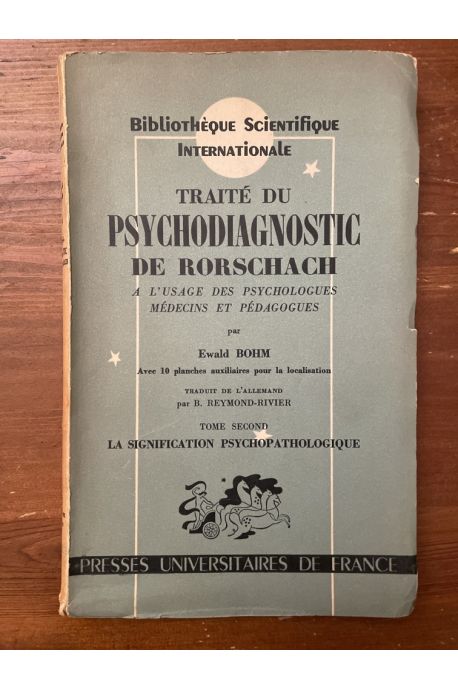 Bibliothèque Scientifique
Internationale
TRAITÉ DU
PSYCHODIAGNOSTIC
DE RORSCHACH
A L'USAGE DES PSYCHOLOGUES
MÉDECINS ET PÉDAGOGUES
par
Ewald BOHM
Avec 10 planches auxiliaires pour la localisation
TRADUIT DE L'ALLEMAND
par B. REYMOND-RIVIER
TOME SECOND
LA SIGNIFICATION PSYCHOPATHOLOGIQUE
PRESSES UNIVERSITAIRES DE FRANCE